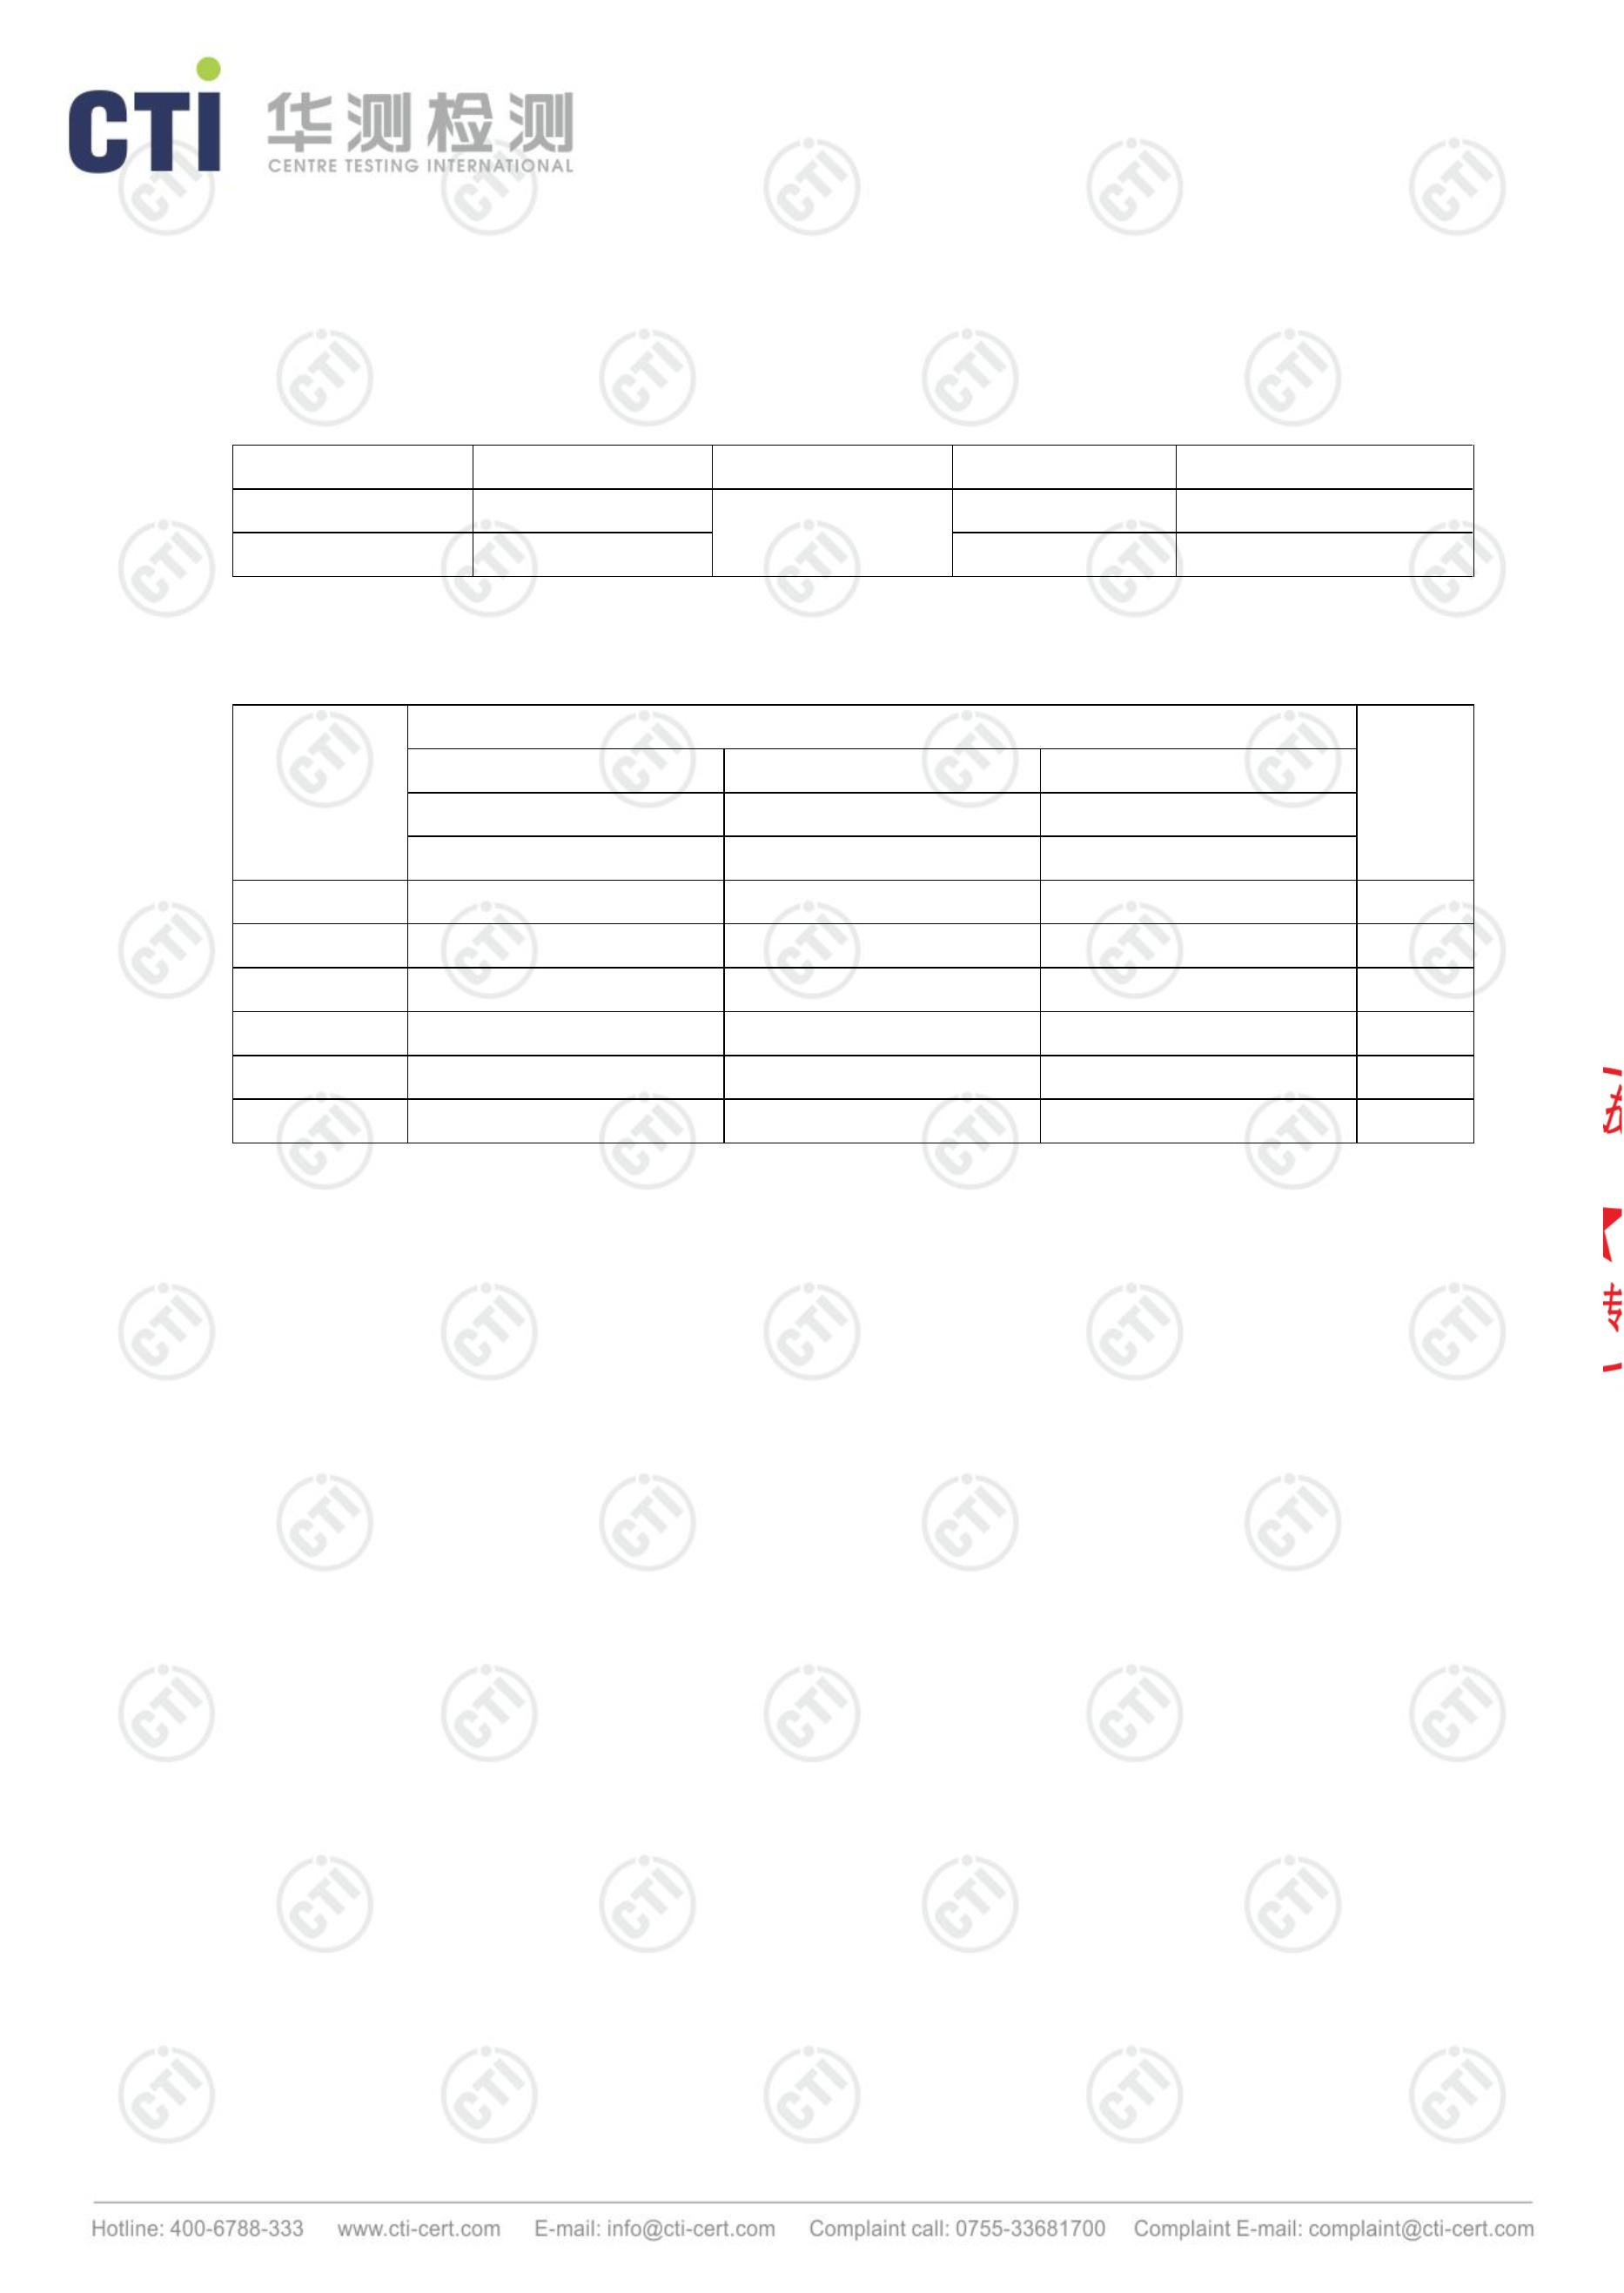 CTI 华测检测
CENTRE TESTING INTERNATIONAL
Hotline: 400-6788-333 www.cti-cert.com E-mail: info@cti-cert.com Complaint call: 0755-33681700 Complaint E-mail: complaint@cti-cert.com